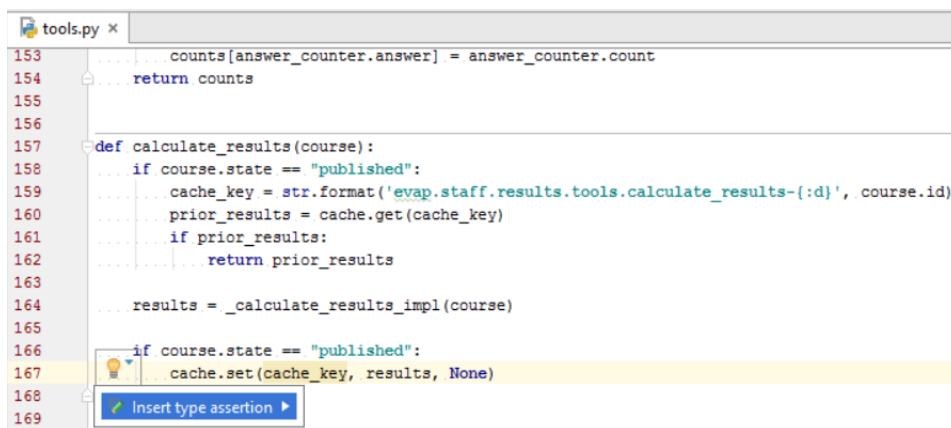 tools.py ×
153 counts[answer_counter.answer] = answer_counter.count
154 return counts
155
156
157 def calculate_results(course):
158 if course.state == "published":
159 cache_key = str.format('evap.staff.results.tools.calculate_results-{:d}', course.id)
160 prior_results = cache.get(cache_key)
161 if prior_results:
162 return prior_results
163
164 results = _calculate_results_impl(course)
165
166 if course.state == "published":
167 cache.set(cache_key, results, None)
168 Insert type assertion
169